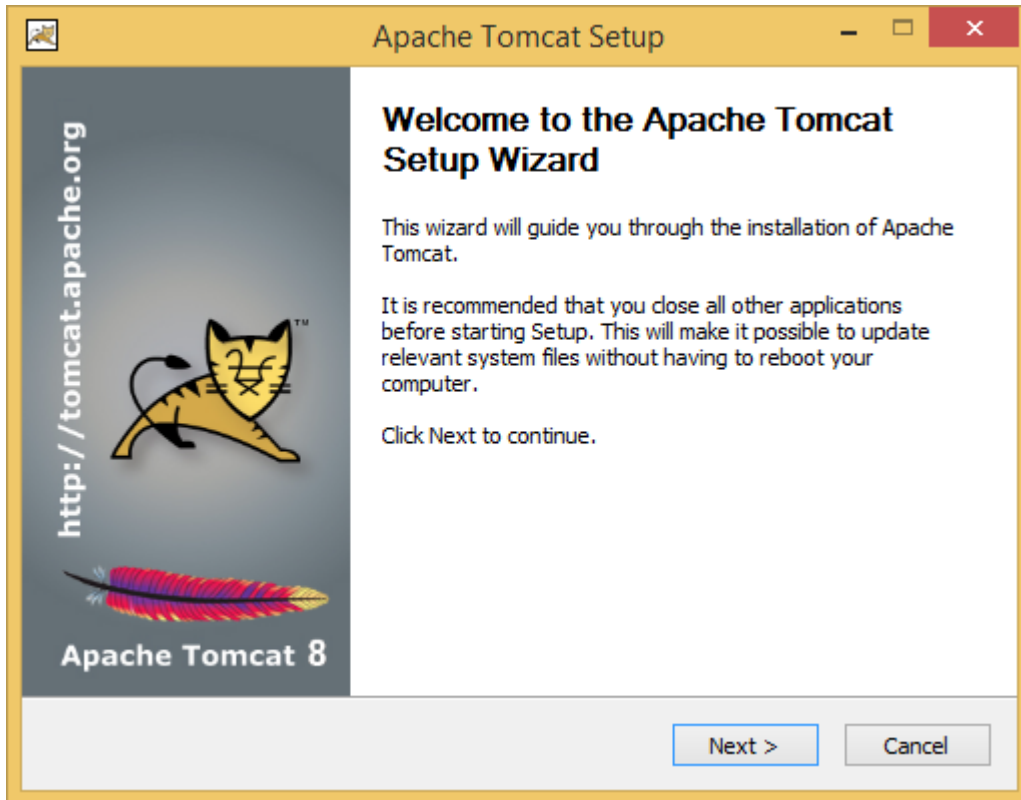 Apache Tomcat Setup
http://tomcat.apache.org
TM
Apache Tomcat 8
Welcome to the Apache Tomcat
Setup Wizard
This wizard will guide you through the installation of Apache
Tomcat.
It is recommended that you close all other applications
before starting Setup. This will make it possible to update
relevant system files without having to reboot your
computer.
Click Next to continue.
Next >
Cancel